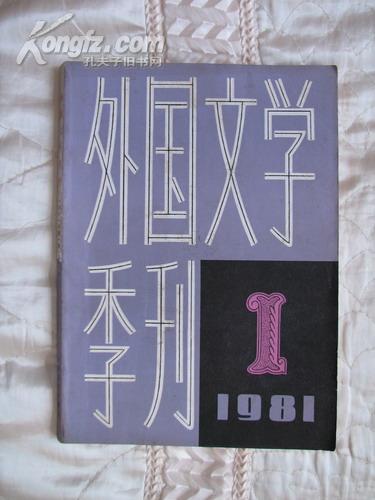 Kongfz.com
孔夫子旧书网
外国文学
季刊
1
1981